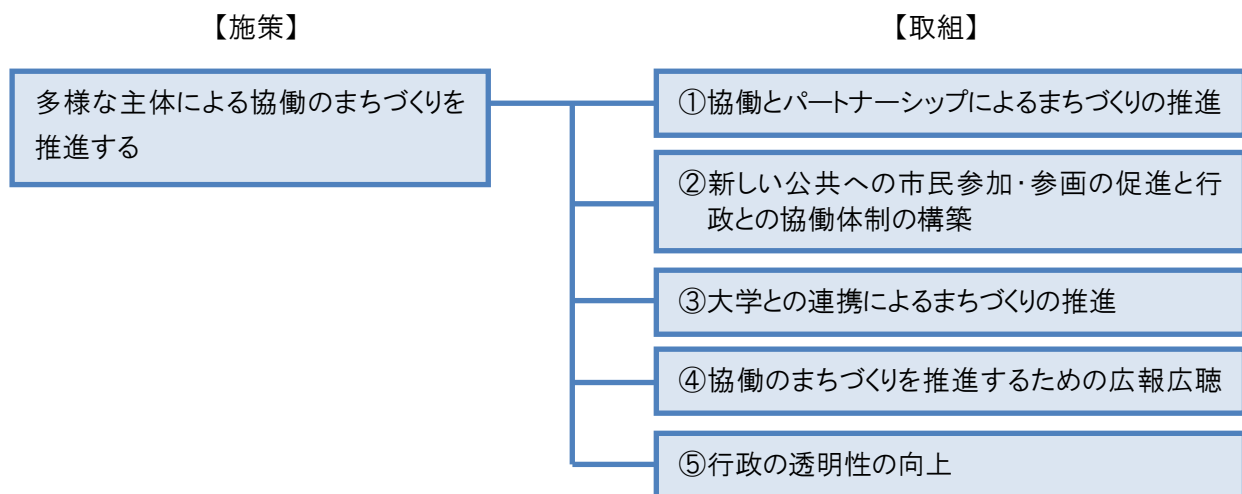 【施策】
【取組】
多様な主体による協働のまちづくりを
推進する
①協働とパートナーシップによるまちづくりの推進
②新しい公共への市民参加・参画の促進と行
政との協働体制の構築
③大学との連携によるまちづくりの推進
④協働のまちづくりを推進するための広報広聴
⑤行政の透明性の向上